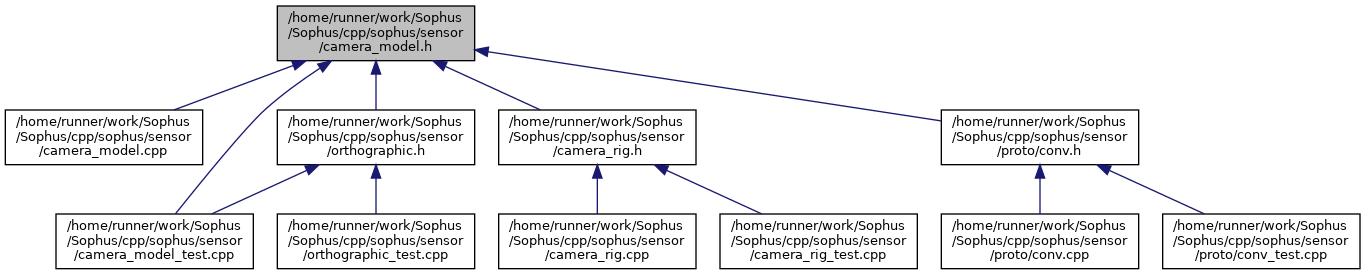 /home/runner/work/Sophus
/Sophus/cpp/sophus/sensor
/camera_model.h
/home/runner/work/Sophus
/Sophus/cpp/sophus/sensor
/camera_model.cpp
/home/runner/work/Sophus
/Sophus/cpp/sophus/sensor
/orthographic.h
/home/runner/work/Sophus
/Sophus/cpp/sophus/sensor
/camera_rig.h
/home/runner/work/Sophus
/Sophus/cpp/sophus/sensor
/proto/conv.h
/home/runner/work/Sophus
/Sophus/cpp/sophus/sensor
/camera_model_test.cpp
/home/runner/work/Sophus
/Sophus/cpp/sophus/sensor
/orthographic_test.cpp
/home/runner/work/Sophus
/Sophus/cpp/sophus/sensor
/camera_rig.cpp
/home/runner/work/Sophus
/Sophus/cpp/sophus/sensor
/camera_rig_test.cpp
/home/runner/work/Sophus
/Sophus/cpp/sophus/sensor
/proto/conv.cpp
/home/runner/work/Sophus
/Sophus/cpp/sophus/sensor
/proto/conv_test.cpp